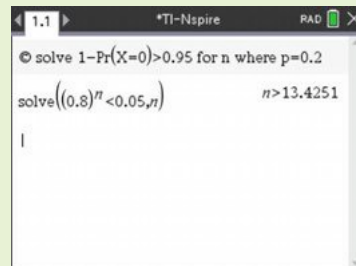 1.1 *TI-Nspire RAD
© solve 1–Pr(X=0)>0.95 for n where p=0.2
solve((0.8)ⁿ<0.05,n) n>13.4251